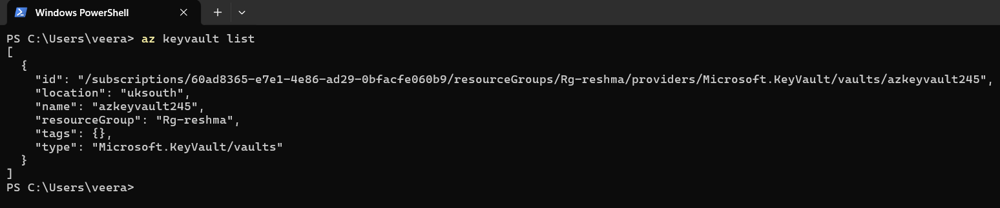 Windows PowerShell
PS C:\Users\veera> az keyvault list
[
  {
    "id": "/subscriptions/60ad8365-e7e1-4e86-ad29-0bfacfe060b9/resourceGroups/Rg-reshma/providers/Microsoft.KeyVault/vaults/azkeyvault245",
    "location": "uksouth",
    "name": "azkeyvault245",
    "resourceGroup": "Rg-reshma",
    "tags": {},
    "type": "Microsoft.KeyVault/vaults"
  }
]
PS C:\Users\veera>